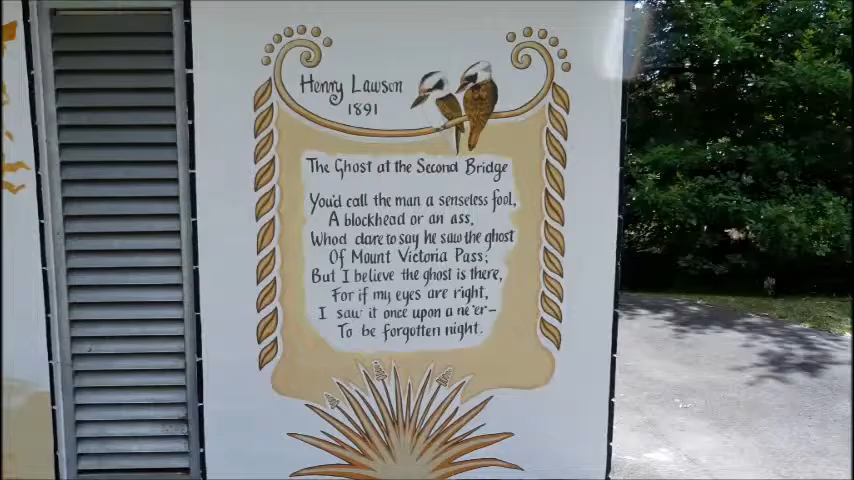 Henry Lawson
1891
The Ghost at the Second Bridge
You'd call the man a senseless fool,
A blockhead or an ass,
Who'd dare to say he saw the ghost
Of Mount Victoria Pass;
But I believe the ghost is there,
For if my eyes are right,
I saw it once upon a ne'er–
To be forgotten night.